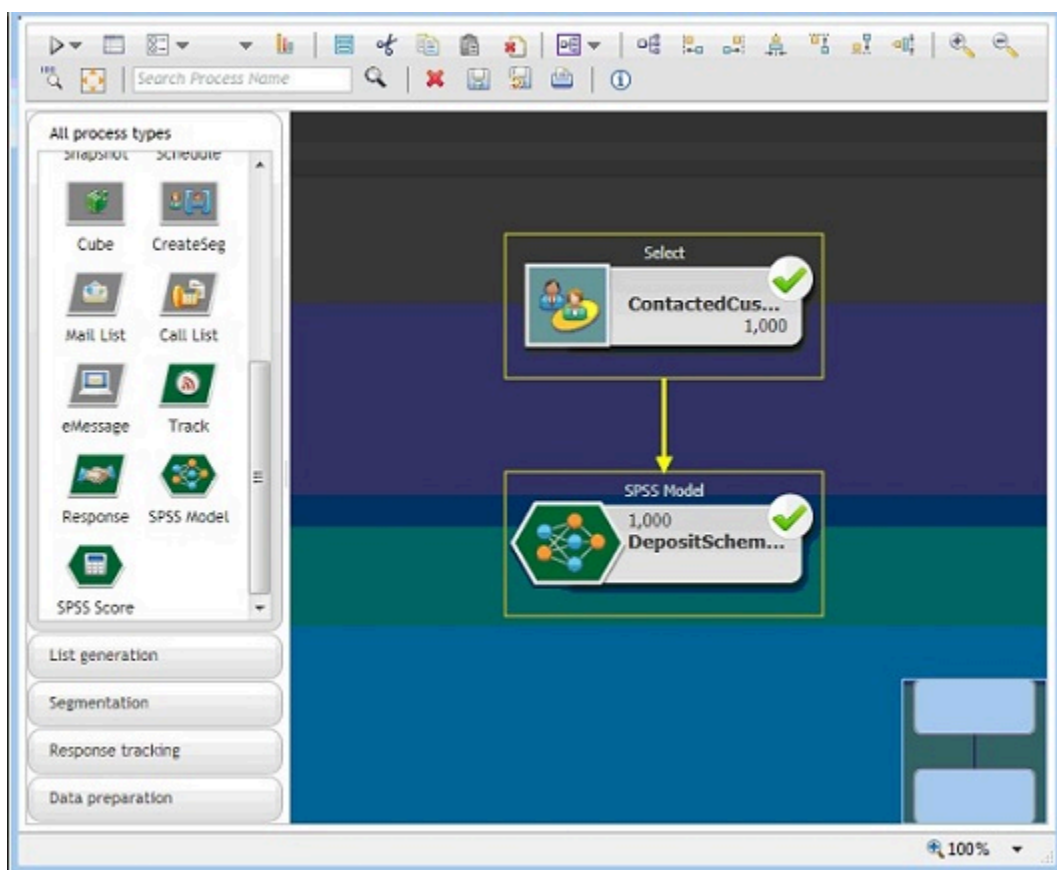 Search Process Name
All process types
Snapshot Schedule
Cube CreateSeg
Mail List Call List
eMessage Track
Response SPSS Model
SPSS Score
List generation
Segmentation
Response tracking
Data preparation
Select
ContactedCus...
1,000
SPSS Model
1,000
DepositSchem...
100%